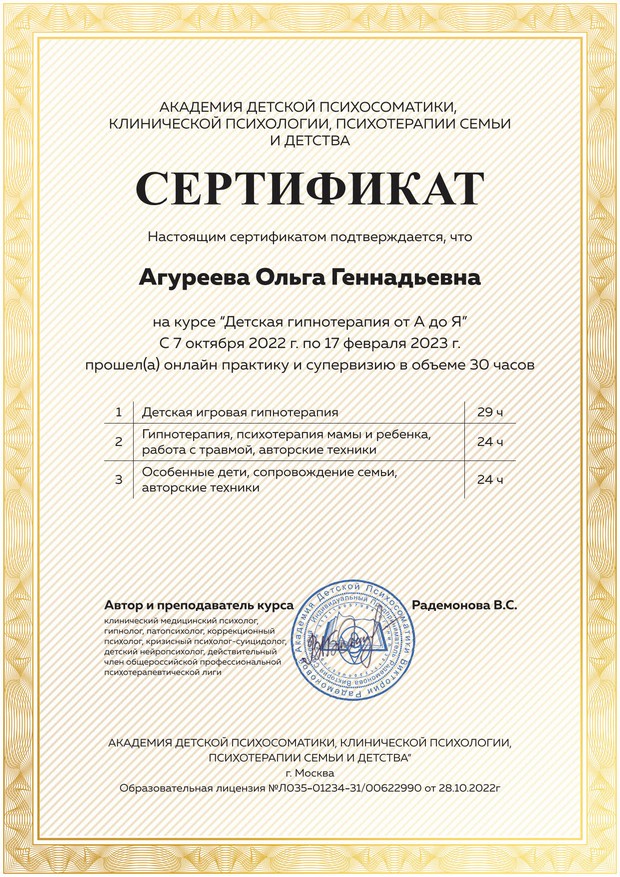 АКАДЕМИЯ ДЕТСКОЙ ПСИХОСОМАТИКИ,
КЛИНИЧЕСКОЙ ПСИХОЛОГИИ, ПСИХОТЕРАПИИ СЕМЬИ
И ДЕТСТВА
СЕРТИФИКАТ
Настоящим сертификатом подтверждается, что
Агуреева Ольга Геннадьевна
на курсе "Детская гипнотерапия от А до Я"
С 7 октября 2022 г. по 17 февраля 2023 г.
прошел(а) онлайн практику и супервизию в объеме 30 часов
1 Детская игровая гипнотерапия 29 ч
2 Гипнотерапия, психотерапия мамы и ребенка,
работа с травмой, авторские техники 24 ч
3 Особенные дети, сопровождение семьи,
авторские техники 24 ч
Автор и преподаватель курса
клинический медицинский психолог,
гипнолог, патопсихолог, коррекционный
психолог, кризисный психолог-суицидолог,
детский нейропсихолог, действительный
член общероссийской профессиональной
психотерапевтической лиги
Академия Детской Психосоматики Виктории Радемоновой
Индивидуальный Предприниматель Радемонова Виктория
Радемонова В.С.
АКАДЕМИЯ ДЕТСКОЙ ПСИХОСОМАТИКИ, КЛИНИЧЕСКОЙ ПСИХОЛОГИИ,
ПСИХОТЕРАПИИ СЕМЬИ И ДЕТСТВА"
г. Москва
Образовательная лицензия №Л035-01234-31/00622990 от 28.10.2022г